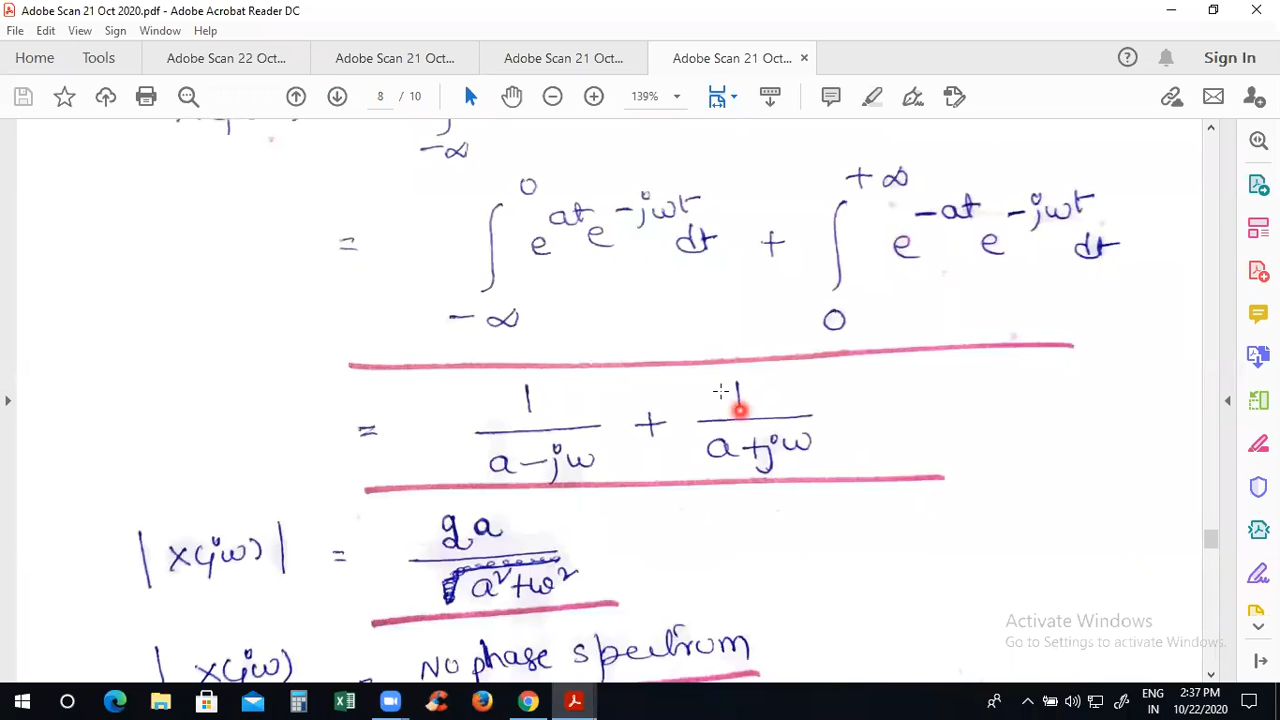 Adobe Scan 21 Oct 2020.pdf - Adobe Acrobat Reader DC
File Edit View Sign Window Help
Home Tools Adobe Scan 22 Oct... Adobe Scan 21 Oct... Adobe Scan 21 Oct... Adobe Scan 21 Oct... ×
Sign In
8 / 10 139%
-∞
= ∫_{-∞}^{0} e^{at} e^{-jωt} dt + ∫_{0}^{+∞} e^{-at} e^{-jωt} dt
= 1/(a-jω) + 1/(a+jω)
|X(jω)| = 2a/(a²+ω²)
X(jω) = No phase spectrum
Activate Windows
Go to Settings to activate Windows.
ENG
IN
2:37 PM
10/22/2020